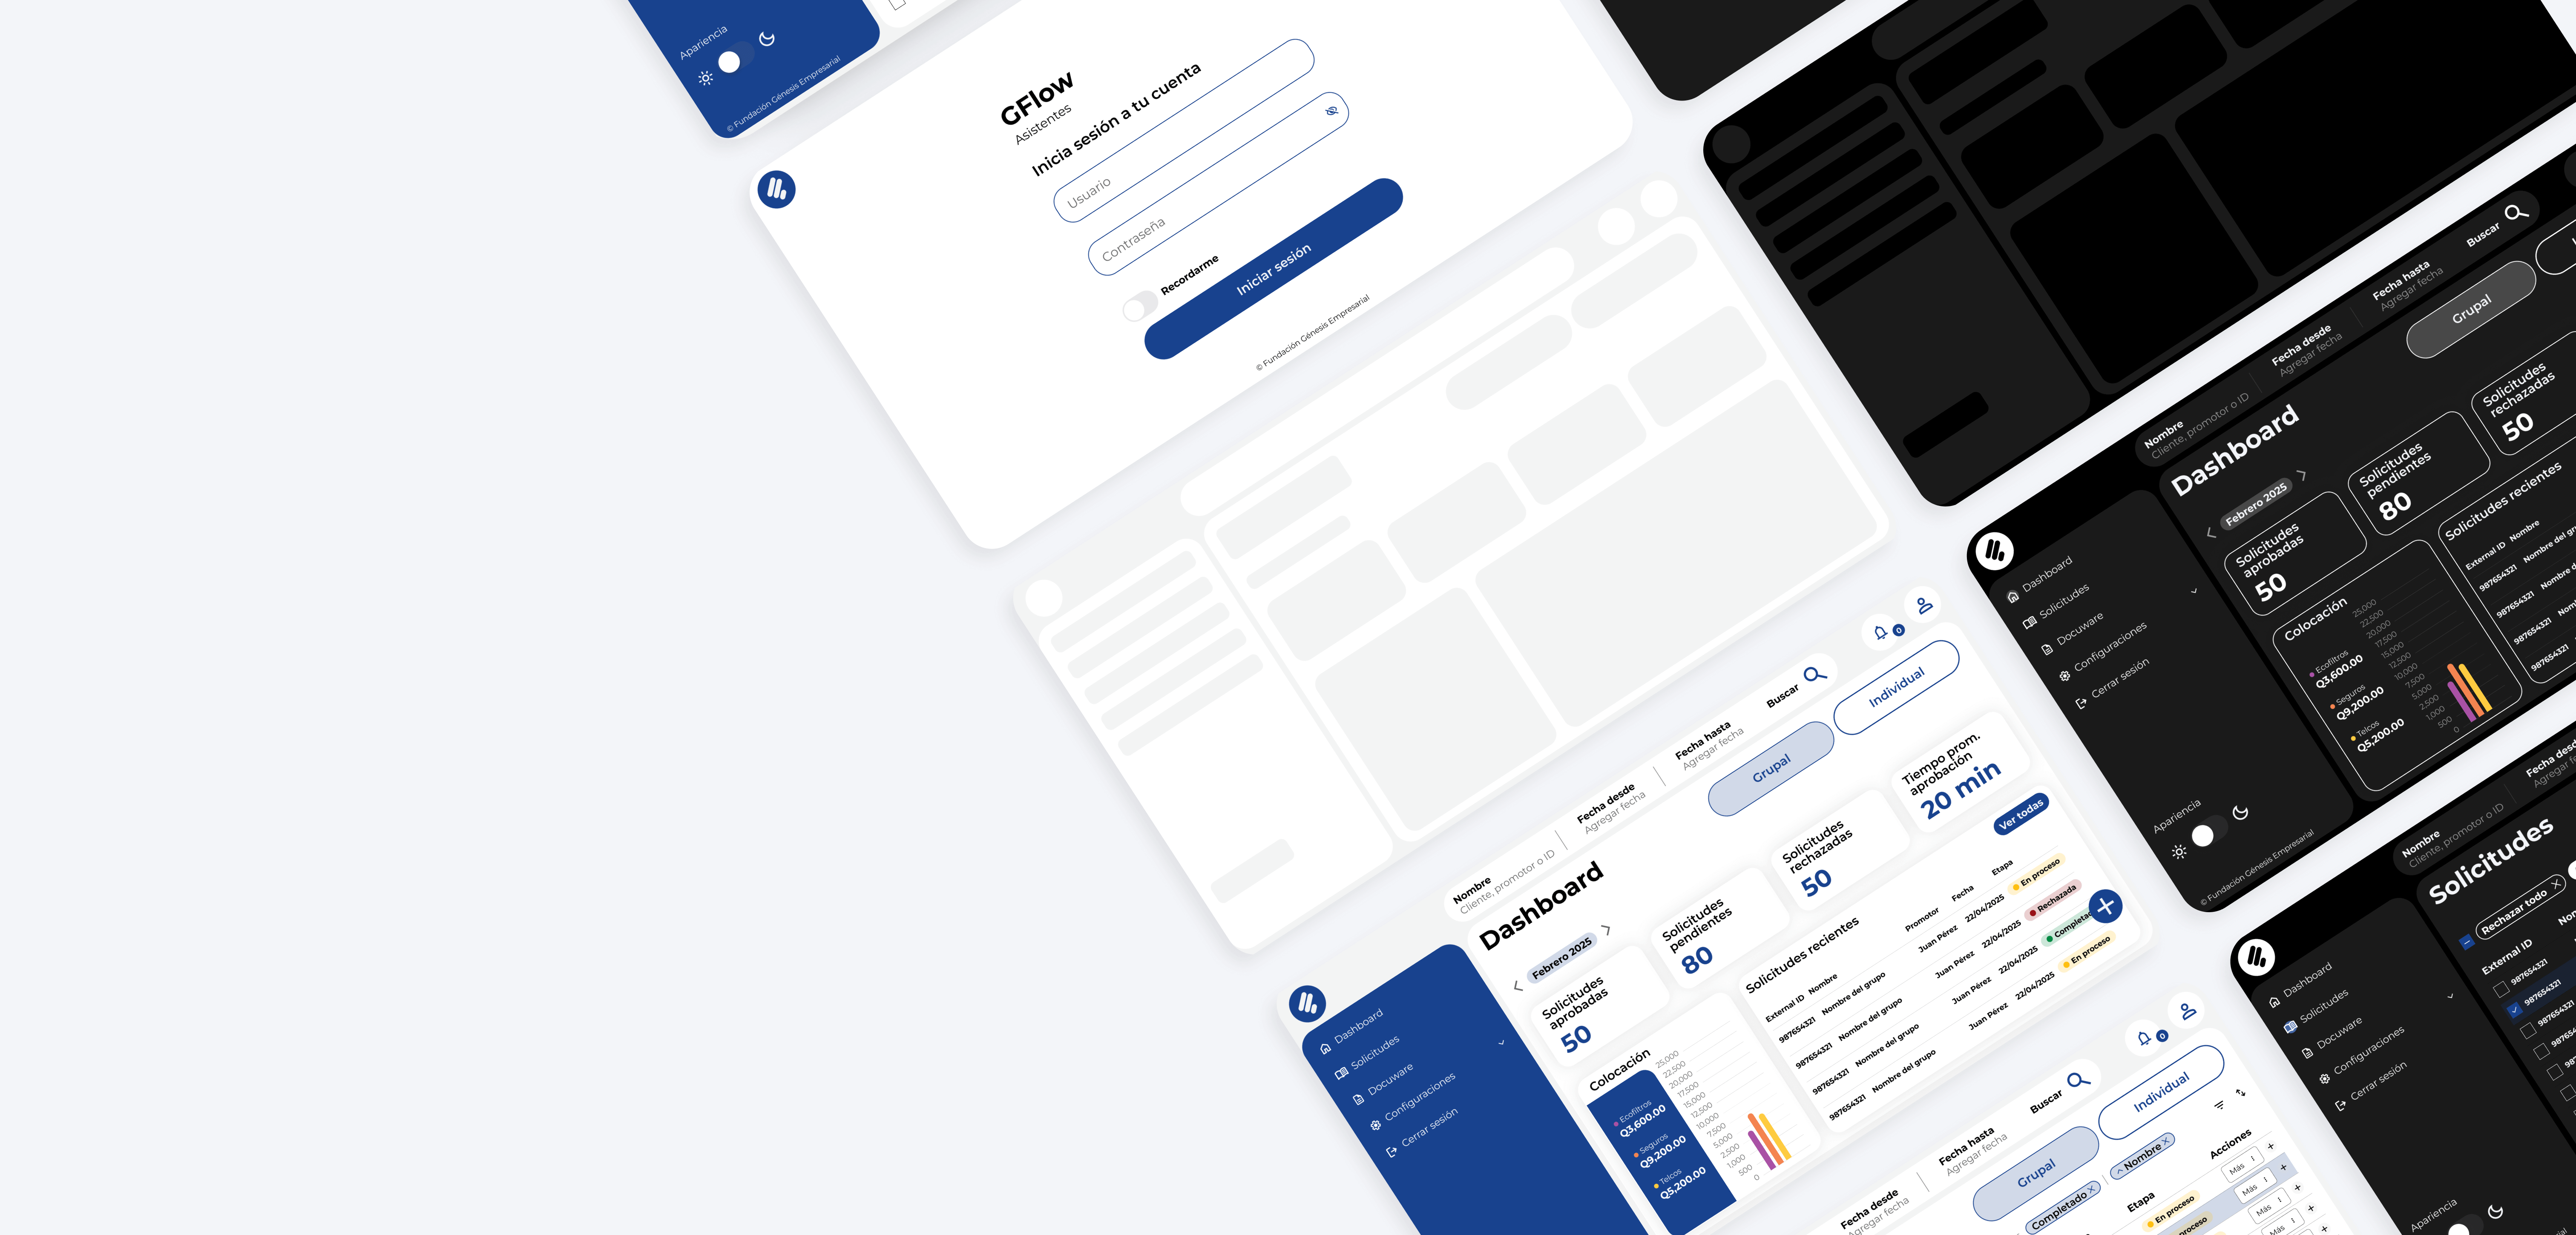 Apariencia
© Fundación Génesis Empresarial
GFlow
Asistentes
Inicia sesión a tu cuenta
Usuario
Contraseña
Recordarme
Iniciar sesión
© Fundación Génesis Empresarial
Nombre
Cliente, promotor o ID
Fecha desde
Agregar fecha
Fecha hasta
Agregar fecha
Buscar
0
Dashboard
Solicitudes
Docuware
Configuraciones
Cerrar sesión
Dashboard
Grupal
Individual
Febrero 2025
Solicitudes aprobadas
50
Solicitudes pendientes
80
Solicitudes rechazadas
50
Tiempo prom. aprobación
20 min
Colocación
Ecofiltros
Q3,600.00
Seguros
Q9,200.00
Telcos
Q5,200.00
25,000
22,500
20,000
17,500
15,000
12,500
10,000
7,500
5,000
2,500
1,000
500
0
Solicitudes recientes
Ver todas
External ID Nombre Promotor Fecha Etapa
987654321 Nombre del grupo Juan Pérez 22/04/2025 En proceso
987654321 Nombre del grupo Juan Pérez 22/04/2025 Rechazada
987654321 Nombre del grupo Juan Pérez 22/04/2025
987654321 Nombre del grupo Juan Pérez 22/04/2025 En proceso
Fecha desde
Agregar fecha
Fecha hasta
Agregar fecha
Buscar
0
Grupal
Individual
Completado
Nombre
Etapa
Acciones
En proceso
Más
proceso
Más
Más
Más
Más
Nombre
Cliente, promotor o ID
Fecha desde
Agregar fecha
Fecha hasta
Agregar fecha
Buscar
Dashboard
Solicitudes
Docuware
Configuraciones
Cerrar sesión
Apariencia
© Fundación Génesis Empresarial
Dashboard
Grupal
Febrero 2025
Solicitudes aprobadas
50
Solicitudes pendientes
80
Solicitudes rechazadas
50
Colocación
Ecofiltros
Q3,600.00
Seguros
Q9,200.00
Telcos
Q5,200.00
25,000
22,500
20,000
17,500
15,000
12,500
10,000
7,500
5,000
2,500
1,000
500
0
Solicitudes recientes
External ID Nombre
987654321 Nombre del
987654321 Nombre
987654321
987654321
Nombre
Cliente, promotor o ID
Dashboard
Solicitudes
Docuware
Configuraciones
Cerrar sesión
Apariencia
Solicitudes
Rechazar todo
External ID
987654321
987654321